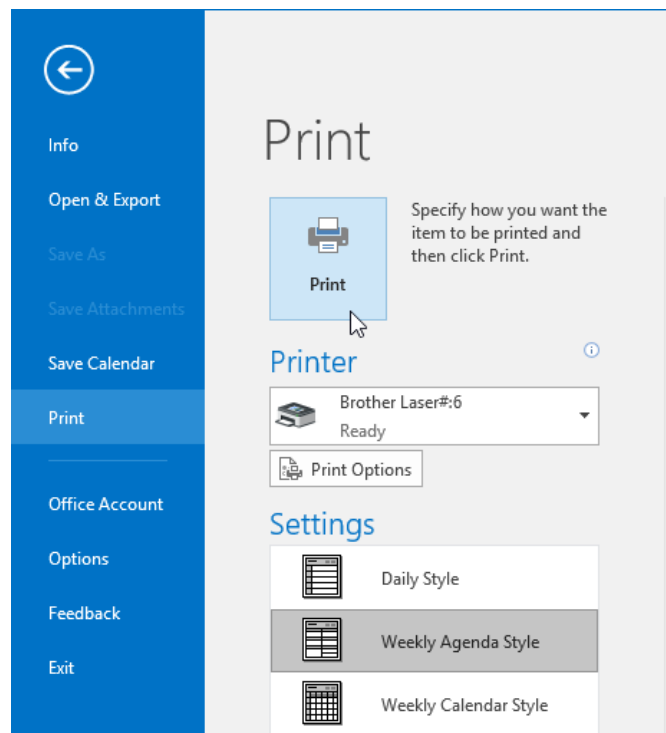 Info
Open & Export
Save As
Save Attachments
Save Calendar
Print
Office Account
Options
Feedback
Exit
Print
Print
Specify how you want the
item to be printed and
then click Print.
Printer
Brother Laser#:6
Ready
Print Options
Settings
Daily Style
Weekly Agenda Style
Weekly Calendar Style